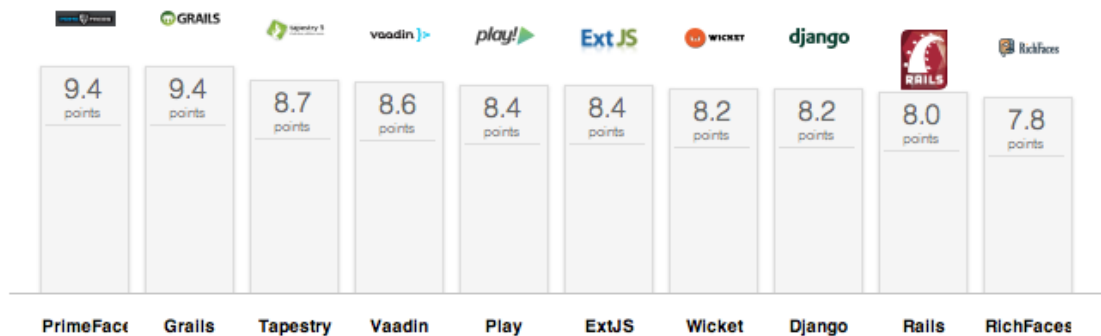 GRAILS
tapestry 5
vaadin }>
play!
Ext JS
WICKET
django
RAILS
RichFaces
9.4
points
9.4
points
8.7
points
8.6
points
8.4
points
8.4
points
8.2
points
8.2
points
8.0
points
7.8
points
PrimeFace
Grails
Tapestry
Vaadin
Play
ExtJS
Wicket
Django
Rails
RichFaces